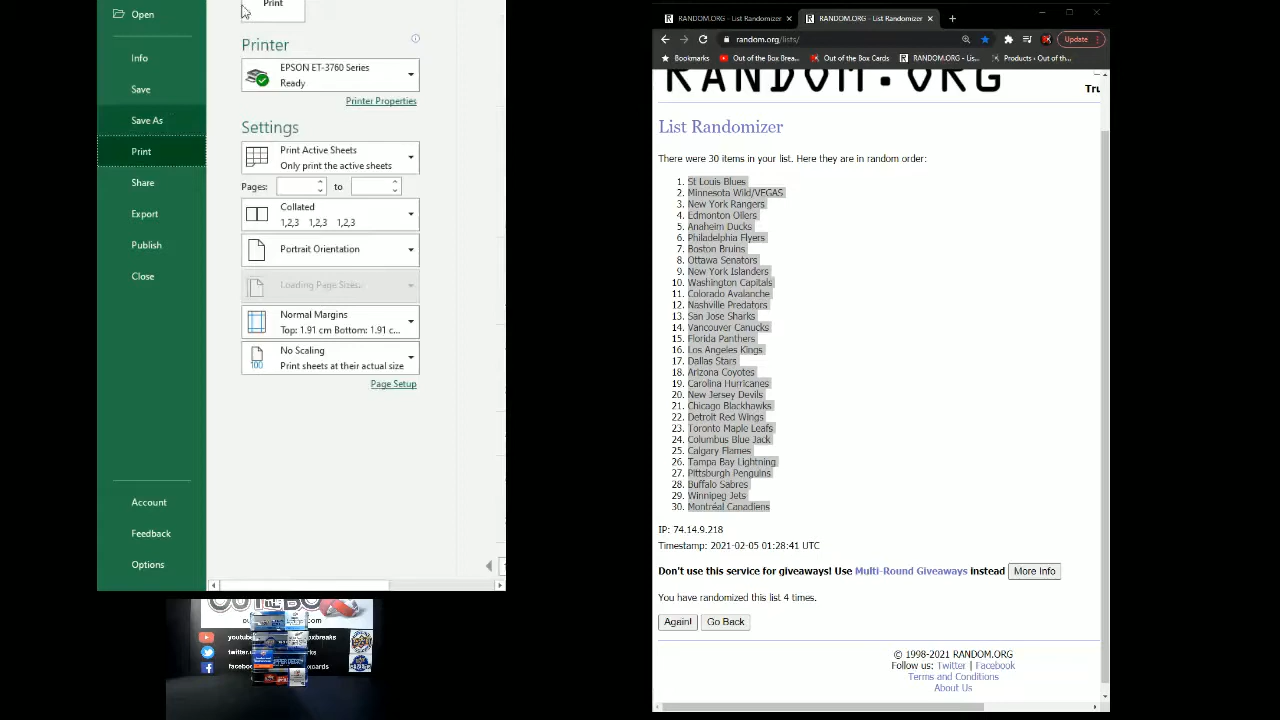 Open
Info
Save
Save As
Print
Share
Export
Publish
Close
Account
Feedback
Options
Print
Printer
EPSON ET-3760 Series
Ready
Printer Properties
Settings
Print Active Sheets
Only print the active sheets
Pages:
to
Collated
1,2,3 1,2,3 1,2,3
Portrait Orientation
Loading Page Sizes...
Normal Margins
Top: 1.91 cm Bottom: 1.91 c...
No Scaling
100
Print sheets at their actual size
Page Setup
youtube
twitter.
facebo
oxbreaks
xcards
UPPER DECK
RANDOM.ORG - List Randomizer
RANDOM.ORG - List Randomizer
random.org/lists/
Update
Bookmarks
Out of the Box Brea...
Out of the Box Cards
RANDOM.ORG - Lis...
Products - Out of th...
RANDOM.ORG
Tru
List Randomizer
There were 30 items in your list. Here they are in random order:
1. St Louis Blues
2. Minnesota Wild/VEGAS
3. New York Rangers
4. Edmonton Oilers
5. Anaheim Ducks
6. Philadelphia Flyers
7. Boston Bruins
8. Ottawa Senators
9. New York Islanders
10. Washington Capitals
11. Colorado Avalanche
12. Nashville Predators
13. San Jose Sharks
14. Vancouver Canucks
15. Florida Panthers
16. Los Angeles Kings
17. Dallas Stars
18. Arizona Coyotes
19. Carolina Hurricanes
20. New Jersey Devils
21. Chicago Blackhawks
22. Detroit Red Wings
23. Toronto Maple Leafs
24. Columbus Blue Jack
25. Calgary Flames
26. Tampa Bay Lightning
27. Pittsburgh Penguins
28. Buffalo Sabres
29. Winnipeg Jets
30. Montréal Canadiens
IP: 74.14.9.218
Timestamp: 2021-02-05 01:28:41 UTC
Don't use this service for giveaways! Use Multi-Round Giveaways instead More Info
You have randomized this list 4 times.
Again! Go Back
© 1998-2021 RANDOM.ORG
Follow us: Twitter | Facebook
Terms and Conditions
About Us